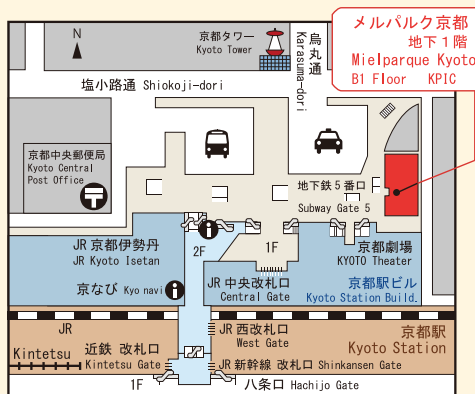 メルパルク京都
地下１階
Mielparque Kyoto
B1 Floor KPIC
N
京都タワー
Kyoto Tower
烏丸通
Karasuma-dori
塩小路通 Shiokoji-dori
京都中央郵便局
Kyoto Central
Post Office
地下鉄５番口
Subway Gate 5
JR 京都伊勢丹
JR Kyoto Isetan
2F
1F
京都劇場
KYOTO Theater
京なび Kyo navi
JR 中央改札口
Central Gate
京都駅ビル
Kyoto Station Build.
JR
JR 西改札口
West Gate
京都駅
Kyoto Station
Kintetsu
近鉄 改札口
Kintetsu Gate
JR 新幹線 改札口 Shinkansen Gate
1F
八条口 Hachijo Gate